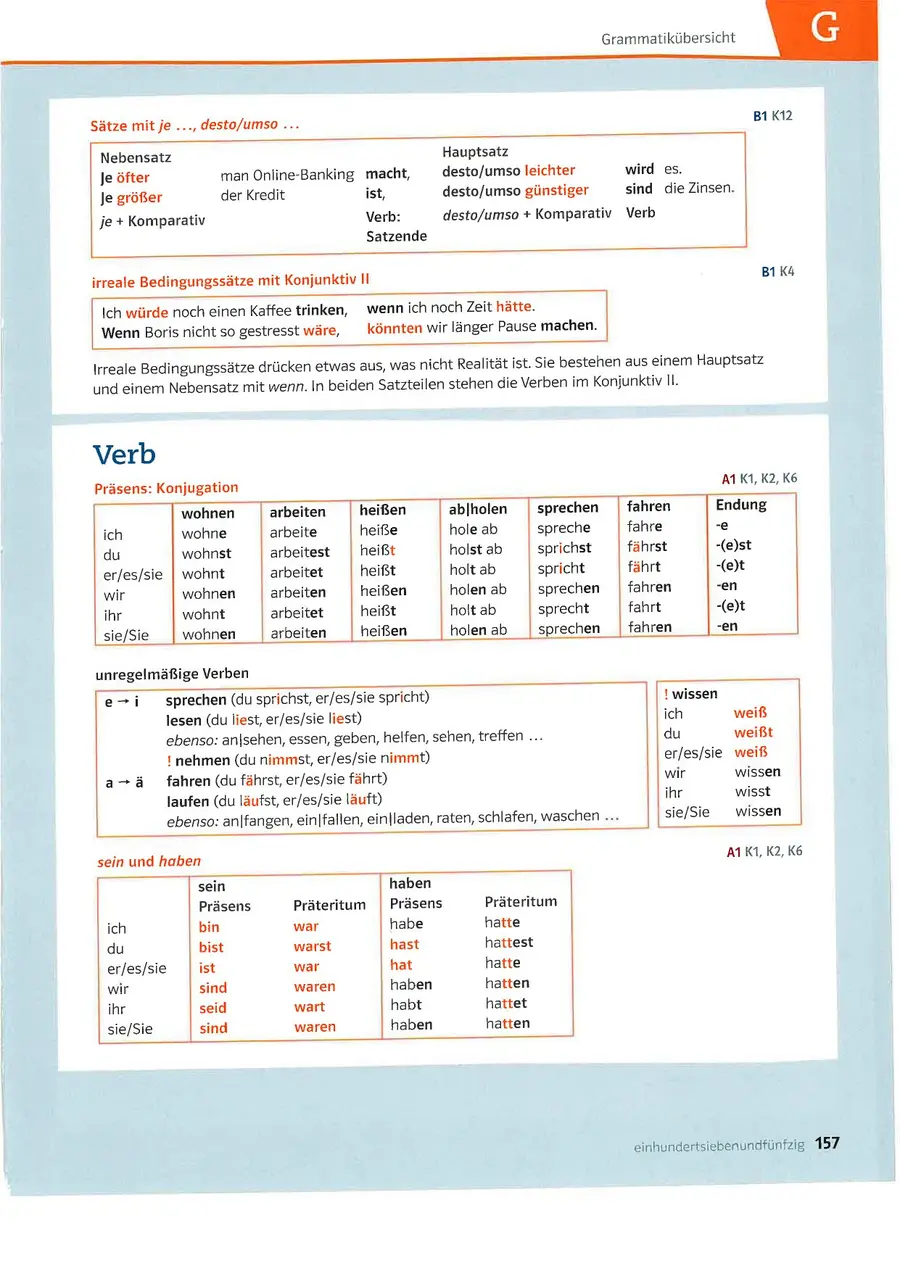 Grammatikübersicht G
Sätze mit je ..., desto/umso ... B1 K12
Nebensatz Hauptsatz
Je öfter man Online-Banking macht, desto/umso leichter wird es.
Je größer der Kredit ist, desto/umso günstiger sind die Zinsen.
je + Komparativ Verb: desto/umso + Komparativ Verb
Satzende
irreale Bedingungssätze mit Konjunktiv II B1 K4
Ich würde noch einen Kaffee trinken, wenn ich noch Zeit hätte.
Wenn Boris nicht so gestresst wäre, könnten wir länger Pause machen.
Irreale Bedingungssätze drücken etwas aus, was nicht Realität ist. Sie bestehen aus einem Hauptsatz
und einem Nebensatz mit wenn. In beiden Satzteilen stehen die Verben im Konjunktiv II.
Verb
Präsens: Konjugation A1 K1, K2, K6
wohnen arbeiten heißen ab|holen sprechen fahren Endung
ich wohne arbeite heiße hole ab spreche fahre -e
du wohnst arbeitest heißt holst ab sprichst fährst -(e)st
er/es/sie wohnt arbeitet heißt holt ab spricht fährt -(e)t
wir wohnen arbeiten heißen holen ab sprechen fahren -en
ihr wohnt arbeitet heißt holt ab sprecht fahrt -(e)t
sie/Sie wohnen arbeiten heißen holen ab sprechen fahren -en
unregelmäßige Verben
e → i sprechen (du sprichst, er/es/sie spricht)
lesen (du liest, er/es/sie liest)
ebenso: an|sehen, essen, geben, helfen, sehen, treffen ...
! nehmen (du nimmst, er/es/sie nimmt)
a → ä fahren (du fährst, er/es/sie fährt)
laufen (du läufst, er/es/sie läuft)
ebenso: an|fangen, ein|fallen, ein|laden, raten, schlafen, waschen ...
! wissen
ich weiß
du weißt
er/es/sie weiß
wir wissen
ihr wisst
sie/Sie wissen
sein und haben A1 K1, K2, K6
sein haben
Präsens Präteritum Präsens Präteritum
ich bin war habe hatte
du bist warst hast hattest
er/es/sie ist war hat hatte
wir sind waren haben hatten
ihr seid wart habt hattet
sie/Sie sind waren haben hatten
einhundertsiebenundfünfzig 157